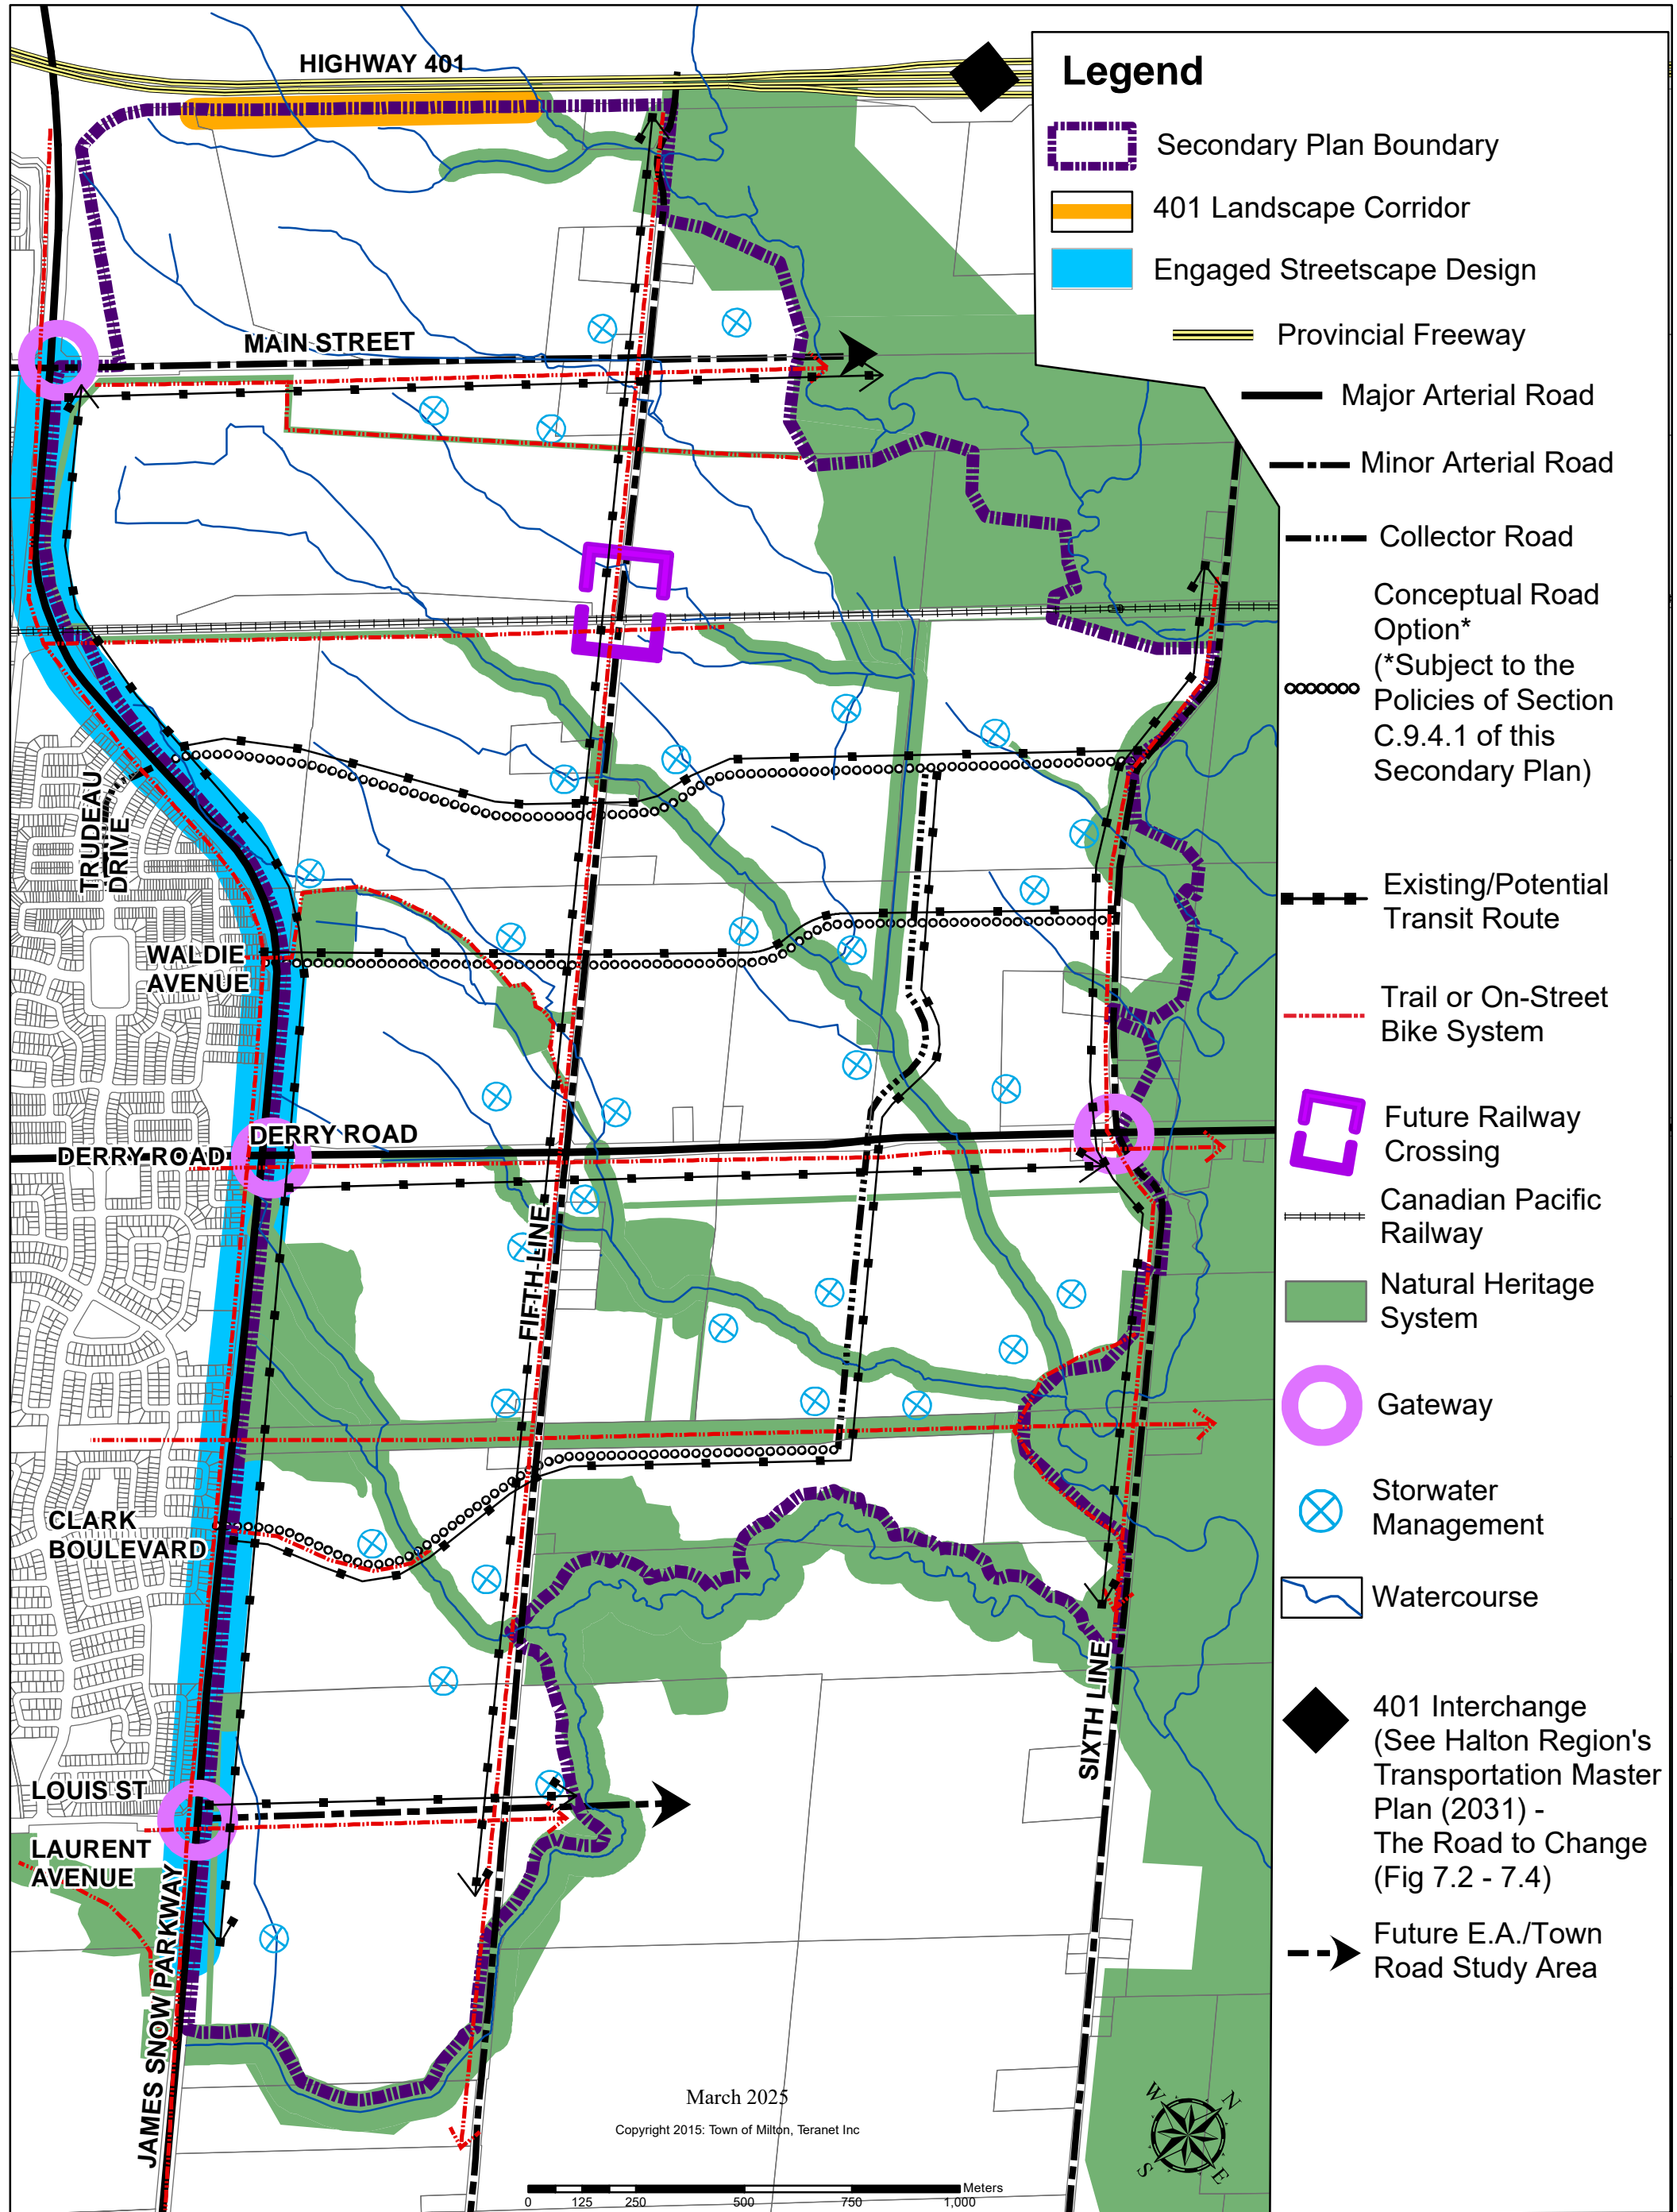 HIGHWAY 401
MAIN STREET
TRUDEAU
DRIVE
WALDIE
AVENUE
DERRY ROAD
DERRY ROAD
FIFTH LINE
CLARK
BOULEVARD
LOUIS ST
LAURENT
AVENUE
JAMES SNOW PARKWAY
SIXTH LINE
Legend
Secondary Plan Boundary
401 Landscape Corridor
Engaged Streetscape Design
Provincial Freeway
Major Arterial Road
Minor Arterial Road
Collector Road
Conceptual Road
Option*
(*Subject to the
Policies of Section
C.9.4.1 of this
Secondary Plan)
Existing/Potential
Transit Route
Trail or On-Street
Bike System
Future Railway
Crossing
Canadian Pacific
Railway
Natural Heritage
System
Gateway
Storwater
Management
Watercourse
401 Interchange
(See Halton Region's
Transportation Master
Plan (2031) -
The Road to Change
(Fig 7.2 - 7.4)
Future E.A./Town
Road Study Area
March 2025
Copyright 2015: Town of Milton, Teranet Inc
Meters
0 125 250 500 750 1,000
W N
S E